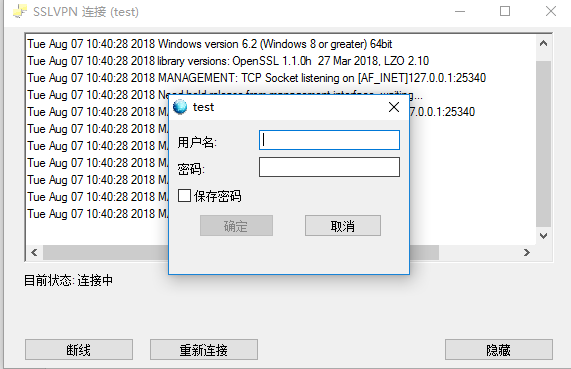 SSLVPN 连接 (test)
Tue Aug 07 10:40:28 2018 Windows version 6.2 (Windows 8 or greater) 64bit
Tue Aug 07 10:40:28 2018 library versions: OpenSSL 1.1.0h 27 Mar 2018, LZO 2.10
Tue Aug 07 10:40:28 2018 MANAGEMENT: TCP Socket listening on [AF_INET]127.0.0.1:25340
Tue Aug 07 10:40:28 2018 Need hold release from management interface, waiting...
Tue Aug 07 10:40:28 2018 M 7.0.0.1:25340
Tue Aug 07 10:40:28 2018 M
Tue Aug 07 10:40:28 2018 M
Tue Aug 07 10:40:28 2018 M
Tue Aug 07 10:40:28 2018 M
Tue Aug 07 10:40:28 2018 M
Tue Aug 07 10:40:28 2018 M
test
用户名:
密码:
保存密码
确定 取消
目前状态: 连接中
断线 重新连接 隐藏